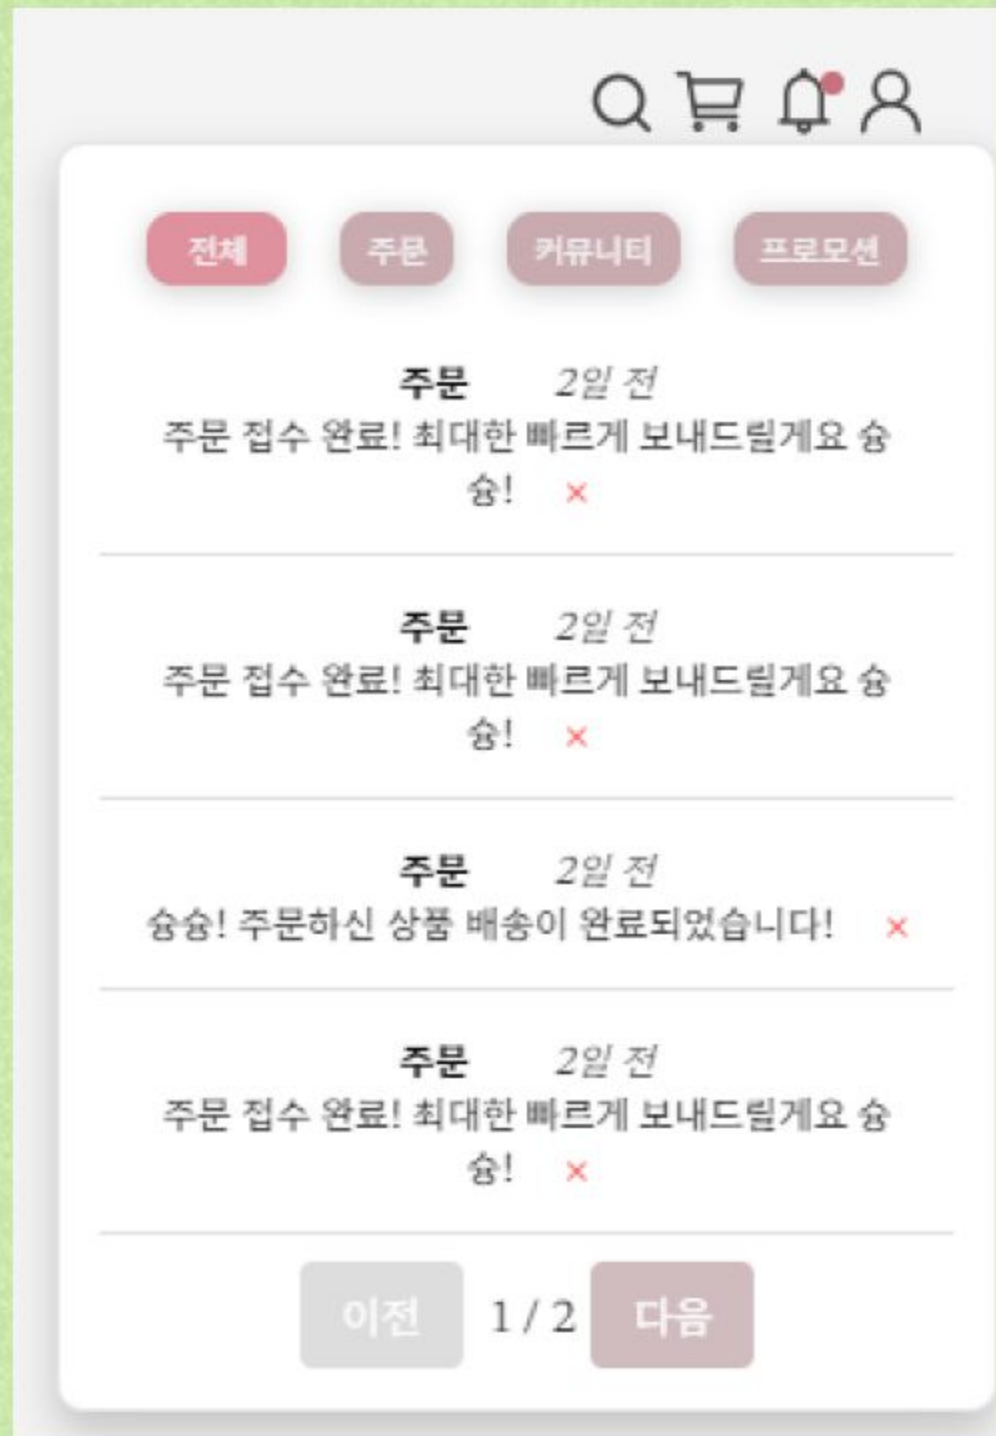 전체 주문 커뮤니티 프로모션
주문 2일 전
주문 접수 완료! 최대한 빠르게 보내드릴게요 슝
슝! ×
주문 2일 전
주문 접수 완료! 최대한 빠르게 보내드릴게요 슝
슝! ×
주문 2일 전
슝슝! 주문하신 상품 배송이 완료되었습니다! ×
주문 2일 전
주문 접수 완료! 최대한 빠르게 보내드릴게요 슝
슝! ×
이전 1 / 2 다음